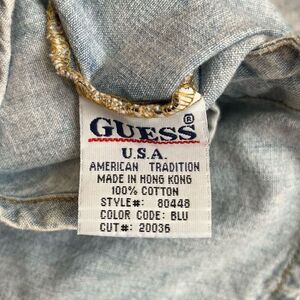 GUESS®
U.S.A.
AMERICAN TRADITION
MADE IN HONG KONG
100% COTTON
STYLE#: 80448
COLOR CODE: BLU
CUT#: 20036